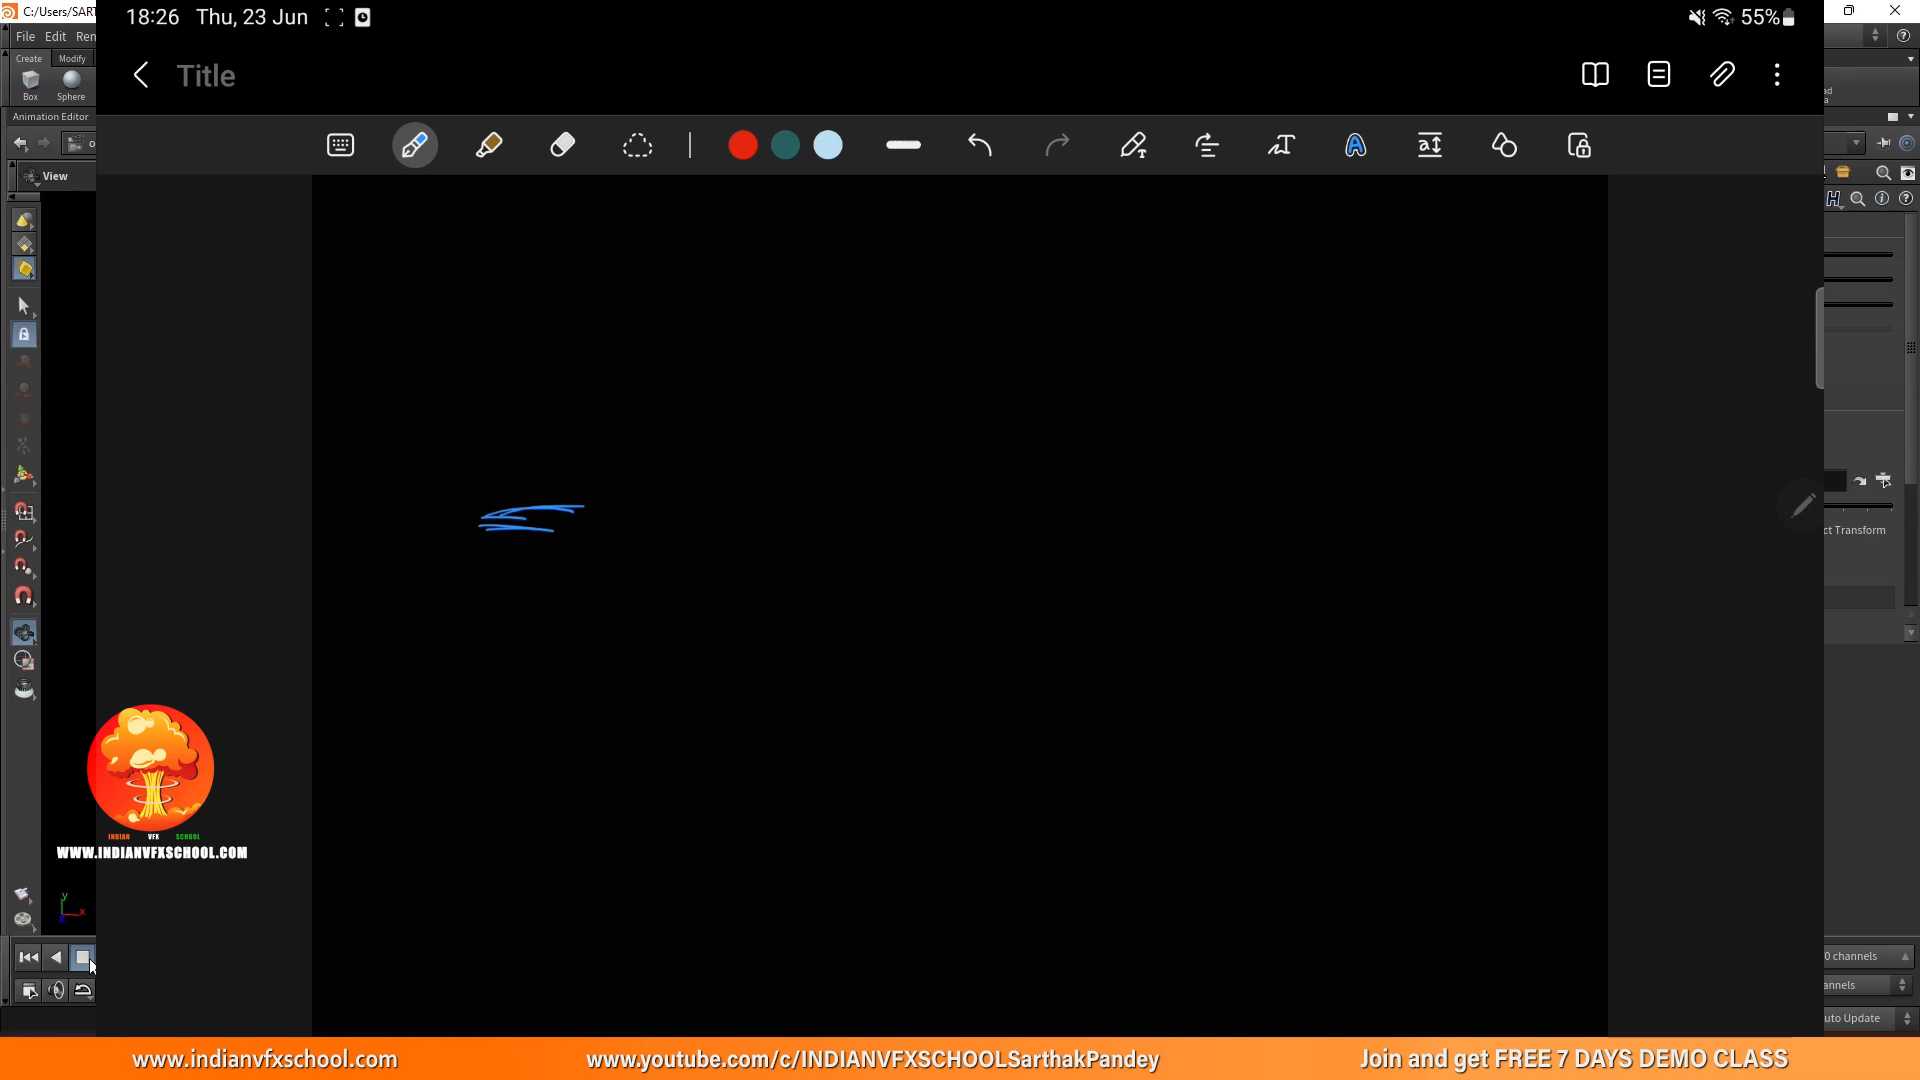 C:/Users/SART
18:26 Thu, 23 Jun
55%
File Edit Ren
Title
Create Modify
Box Sphere
ad
a
Animation Editor
View
ct Transform
INDIAN VFX SCHOOL
WWW.INDIANVFXSCHOOL.COM
y
x
0 channels
annels
uto Update
www.indianvfxschool.com
www.youtube.com/c/INDIANVFXSCHOOLSarthakPandey
Join and get FREE 7 DAYS DEMO CLASS